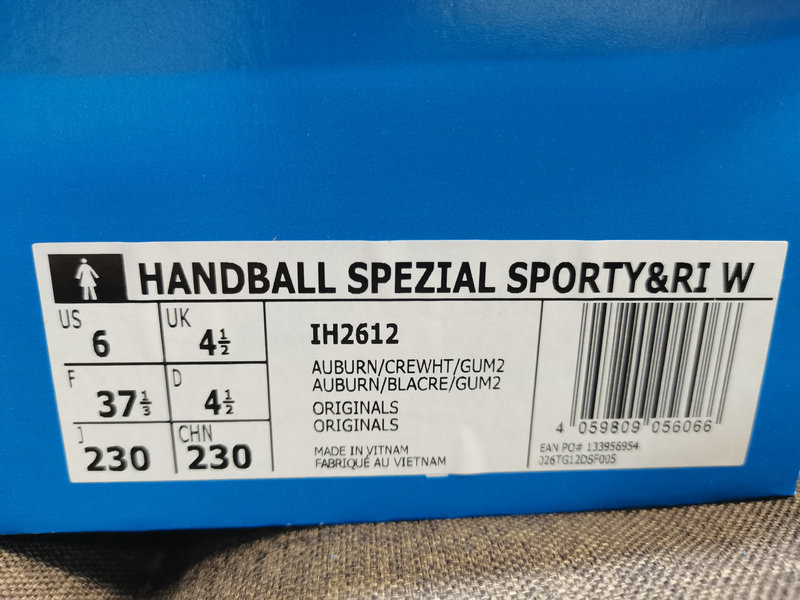 HANDBALL SPEZIAL SPORTY&RI W
US 6
UK 4½
F 37⅓
D 4½
J 230
CHN 230
IH2612
AUBURN/CREWHT/GUM2
AUBURN/BLACRE/GUM2
ORIGINALS
ORIGINALS
MADE IN VITNAM
FABRIQUÉ AU VIETNAM
4 059809 056066
EAN PO# 133956954
026TG12DSF005